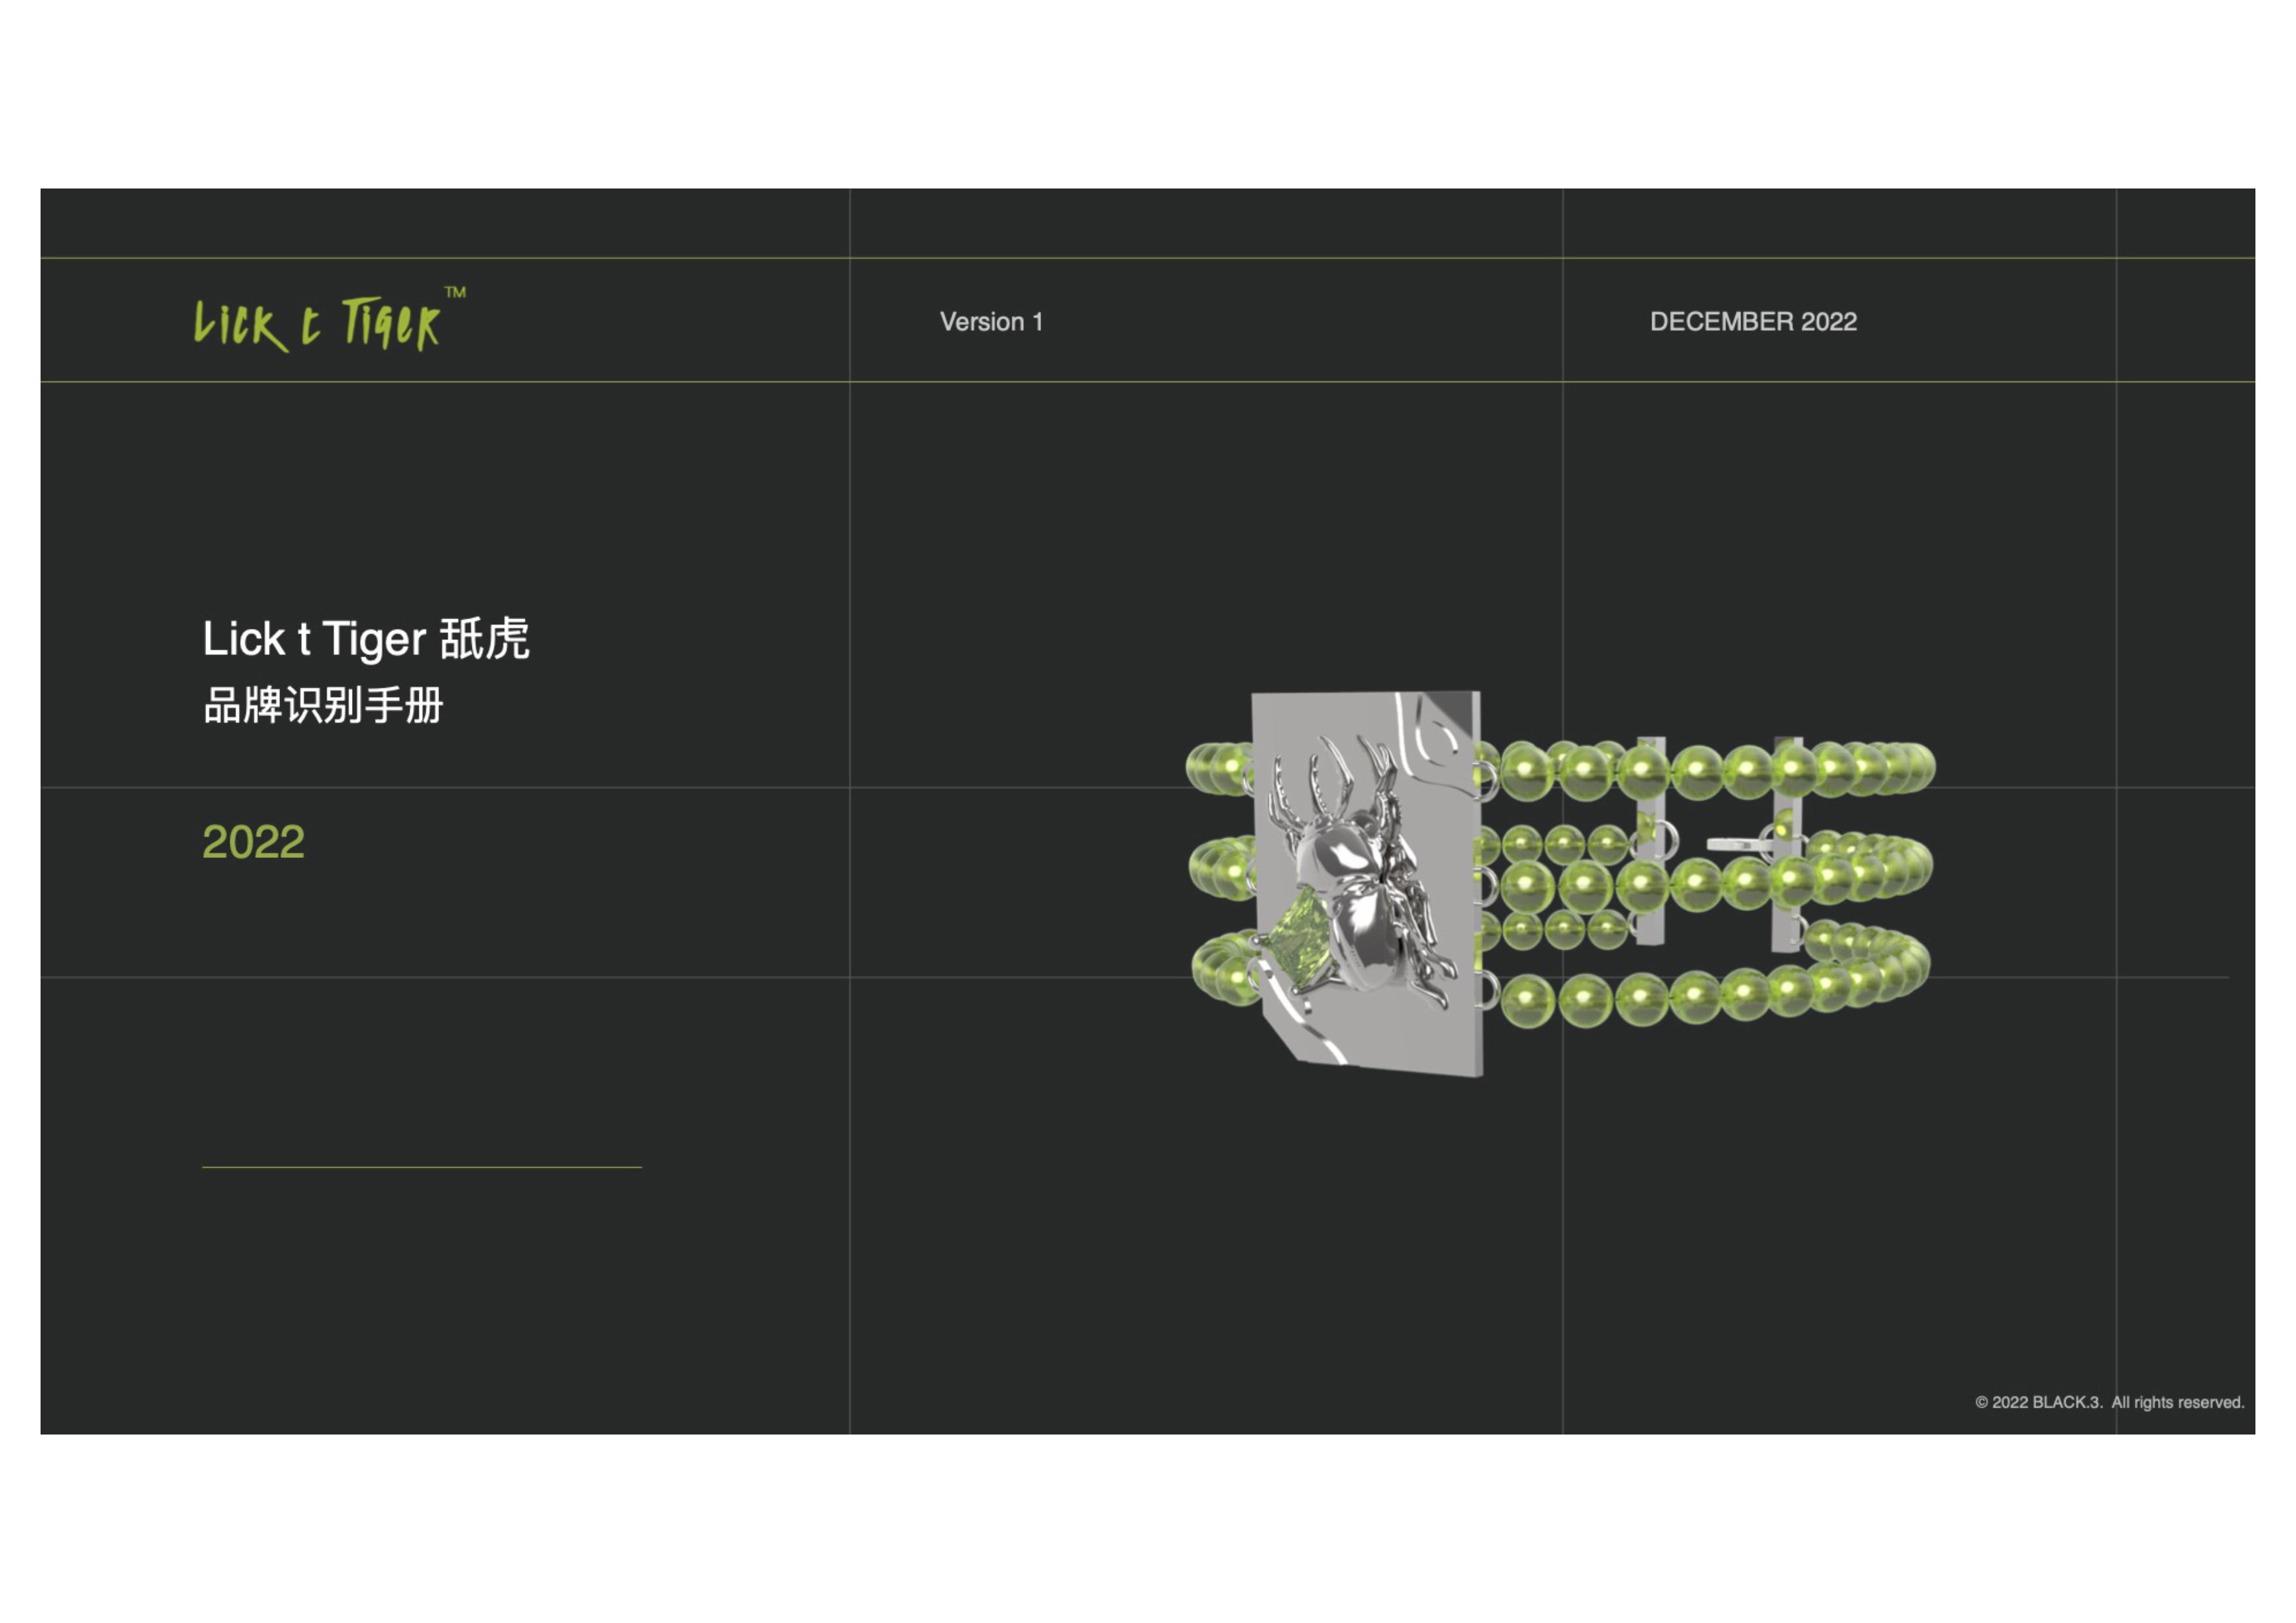 Lick t Tiger™
Version 1
DECEMBER 2022
Lick t Tiger 舐虎
品牌识别手册
2022
© 2022 BLACK.3. All rights reserved.